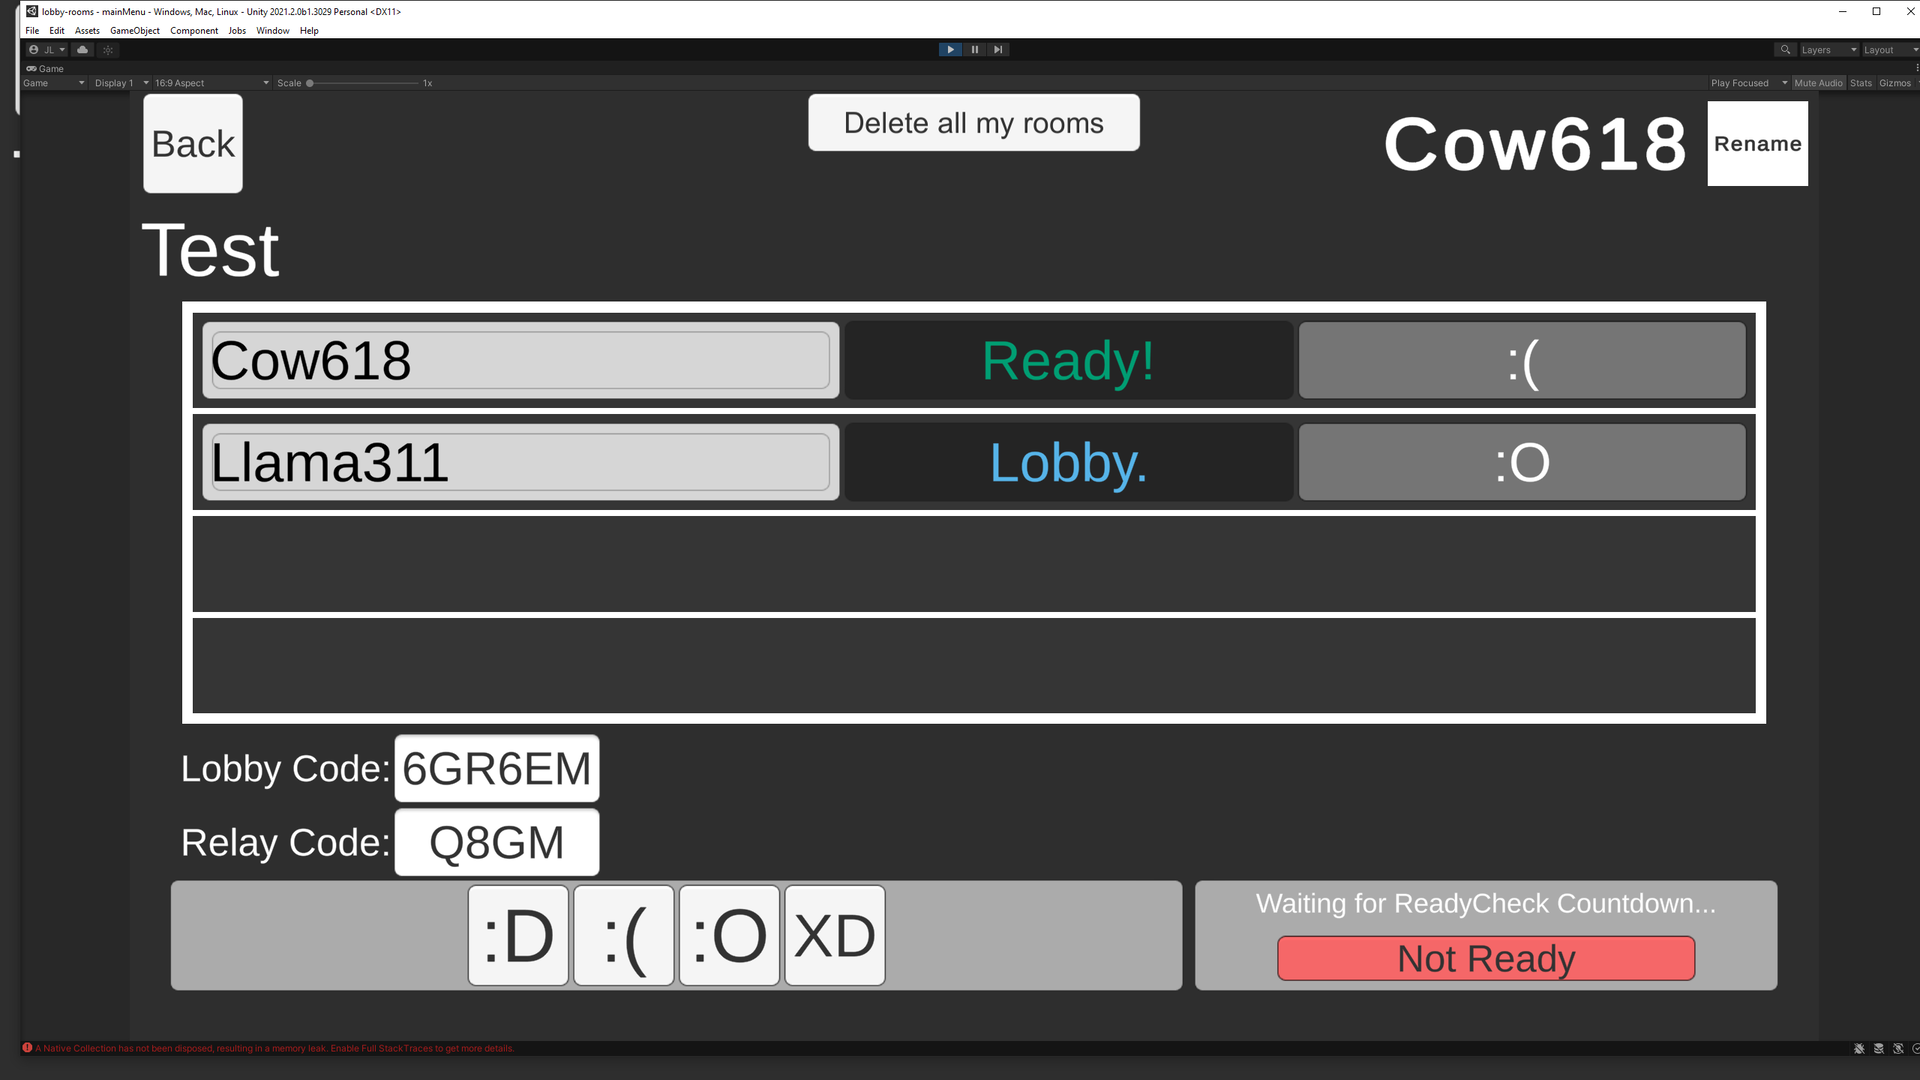 lobby-rooms - mainMenu - Windows, Mac, Linux - Unity 2021.2.0b1.3029 Personal <DX11>
File Edit Assets GameObject Component Jobs Window Help
JL Layers Layout
Game
Game Display 1 16:9 Aspect Scale 1x Play Focused Mute Audio Stats Gizmos
Back
Delete all my rooms
Cow618
Rename
Test
Cow618 Ready! :(
Llama311 Lobby. :O
Lobby Code: 6GR6EM
Relay Code: Q8GM
:D :( :O XD
Waiting for ReadyCheck Countdown...
Not Ready
A Native Collection has not been disposed, resulting in a memory leak. Enable Full StackTraces to get more details.